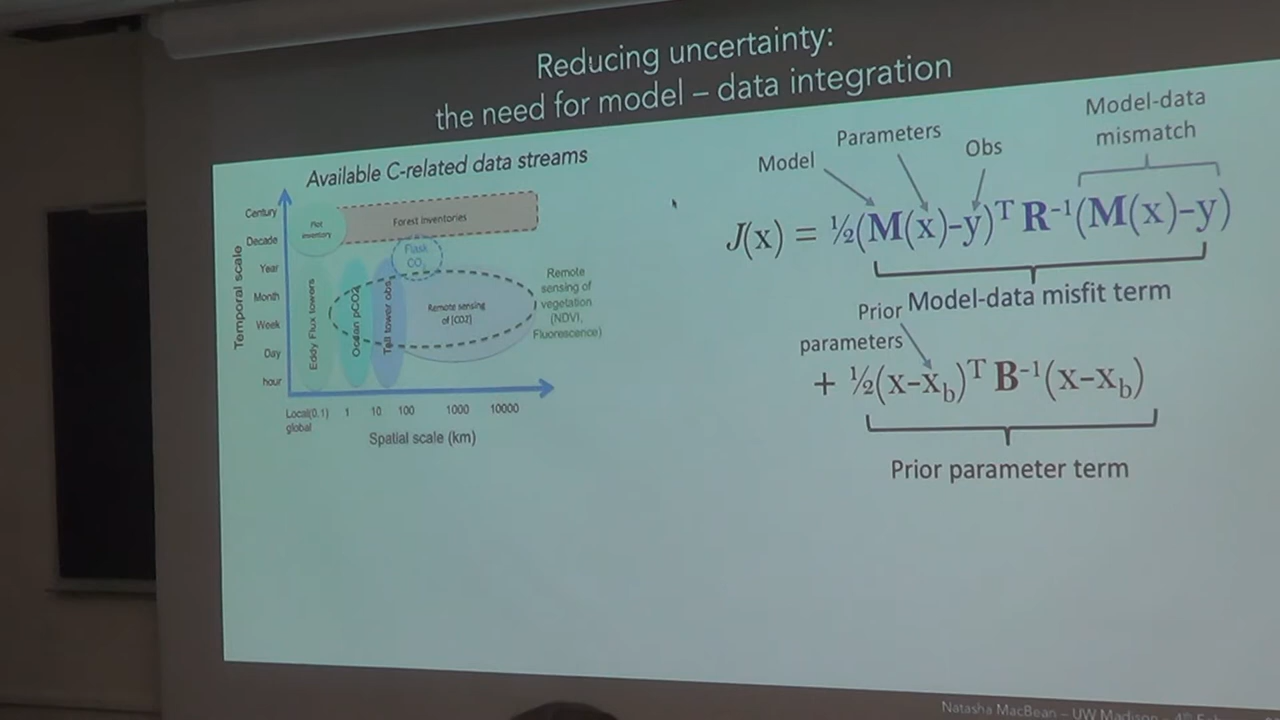 Reducing uncertainty:
the need for model – data integration
Available C-related data streams
Temporal scale
Century
Decade
Year
Month
Week
Day
hour
Plot
inventory
Forest Inventories
Flask
CO₂
Eddy Flux towers
Ocean pCO2
Tall tower obs
Remote sensing
of [CO2]
Remote
sensing of
vegetation
(NDVI,
Fluorescence)
Local(0.1) 1 10 100 1000 10000
global
Spatial scale (km)
Model
Parameters
Obs
Model-data
mismatch
J(x) = ½(M(x)–y)ᵀ R⁻¹(M(x)–y)
Model-data misfit term
Prior
parameters
+ ½(x–x_b)ᵀ B⁻¹(x–x_b)
Prior parameter term
Natasha MacBean – UW Madison